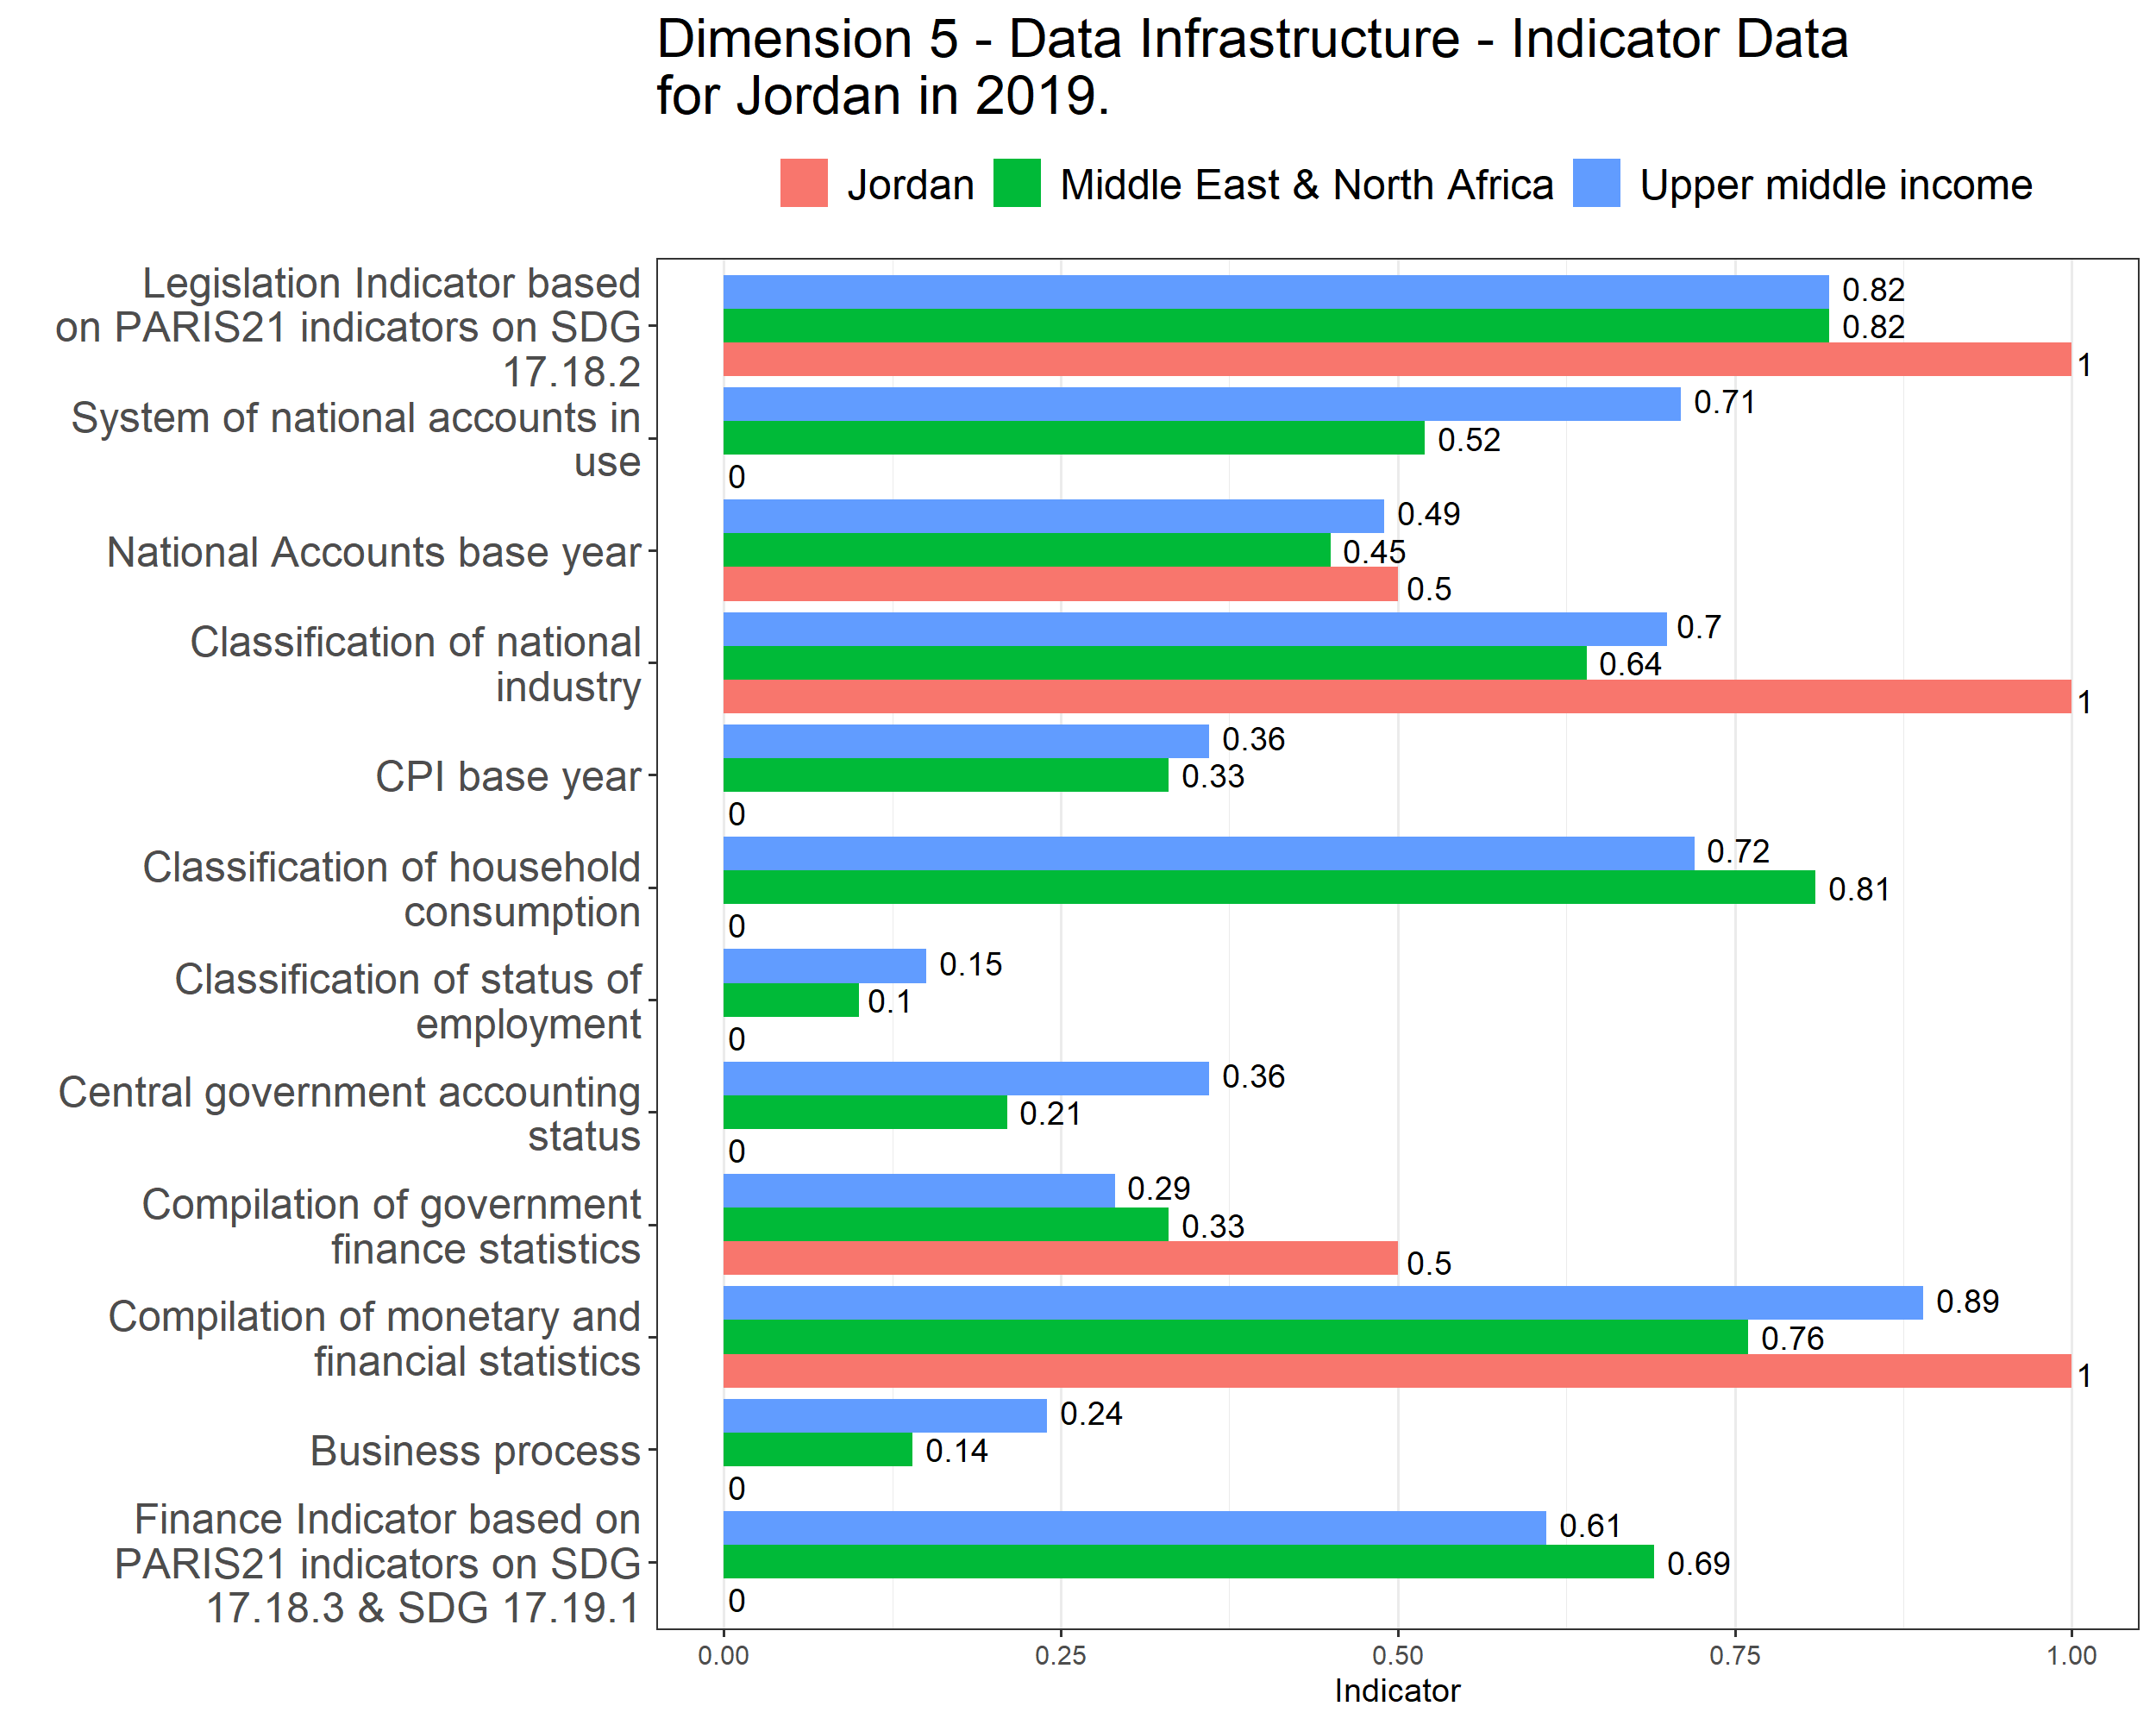 Dimension 5 - Data Infrastructure - Indicator Data
for Jordan in 2019.
Jordan Middle East & North Africa Upper middle income
Legislation Indicator based
on PARIS21 indicators on SDG
17.18.2
0.82
0.82
1
System of national accounts in
use
0.71
0.52
0
National Accounts base year
0.49
0.45
0.5
Classification of national
industry
0.7
0.64
1
CPI base year
0.36
0.33
0
Classification of household
consumption
0.72
0.81
0
Classification of status of
employment
0.15
0.1
0
Central government accounting
status
0.36
0.21
0
Compilation of government
finance statistics
0.29
0.33
0.5
Compilation of monetary and
financial statistics
0.89
0.76
1
Business process
0.24
0.14
0
Finance Indicator based on
PARIS21 indicators on SDG
17.18.3 & SDG 17.19.1
0.61
0.69
0
0.00 0.25 0.50 0.75 1.00
Indicator